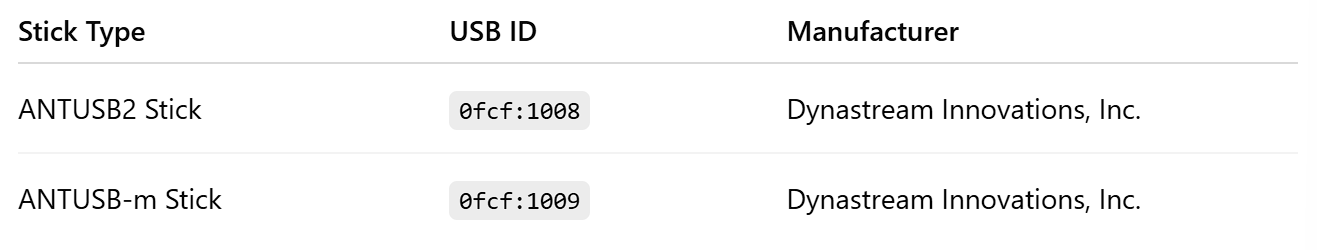 Stick Type USB ID Manufacturer
ANTUSB2 Stick 0fcf:1008 Dynastream Innovations, Inc.
ANTUSB-m Stick 0fcf:1009 Dynastream Innovations, Inc.